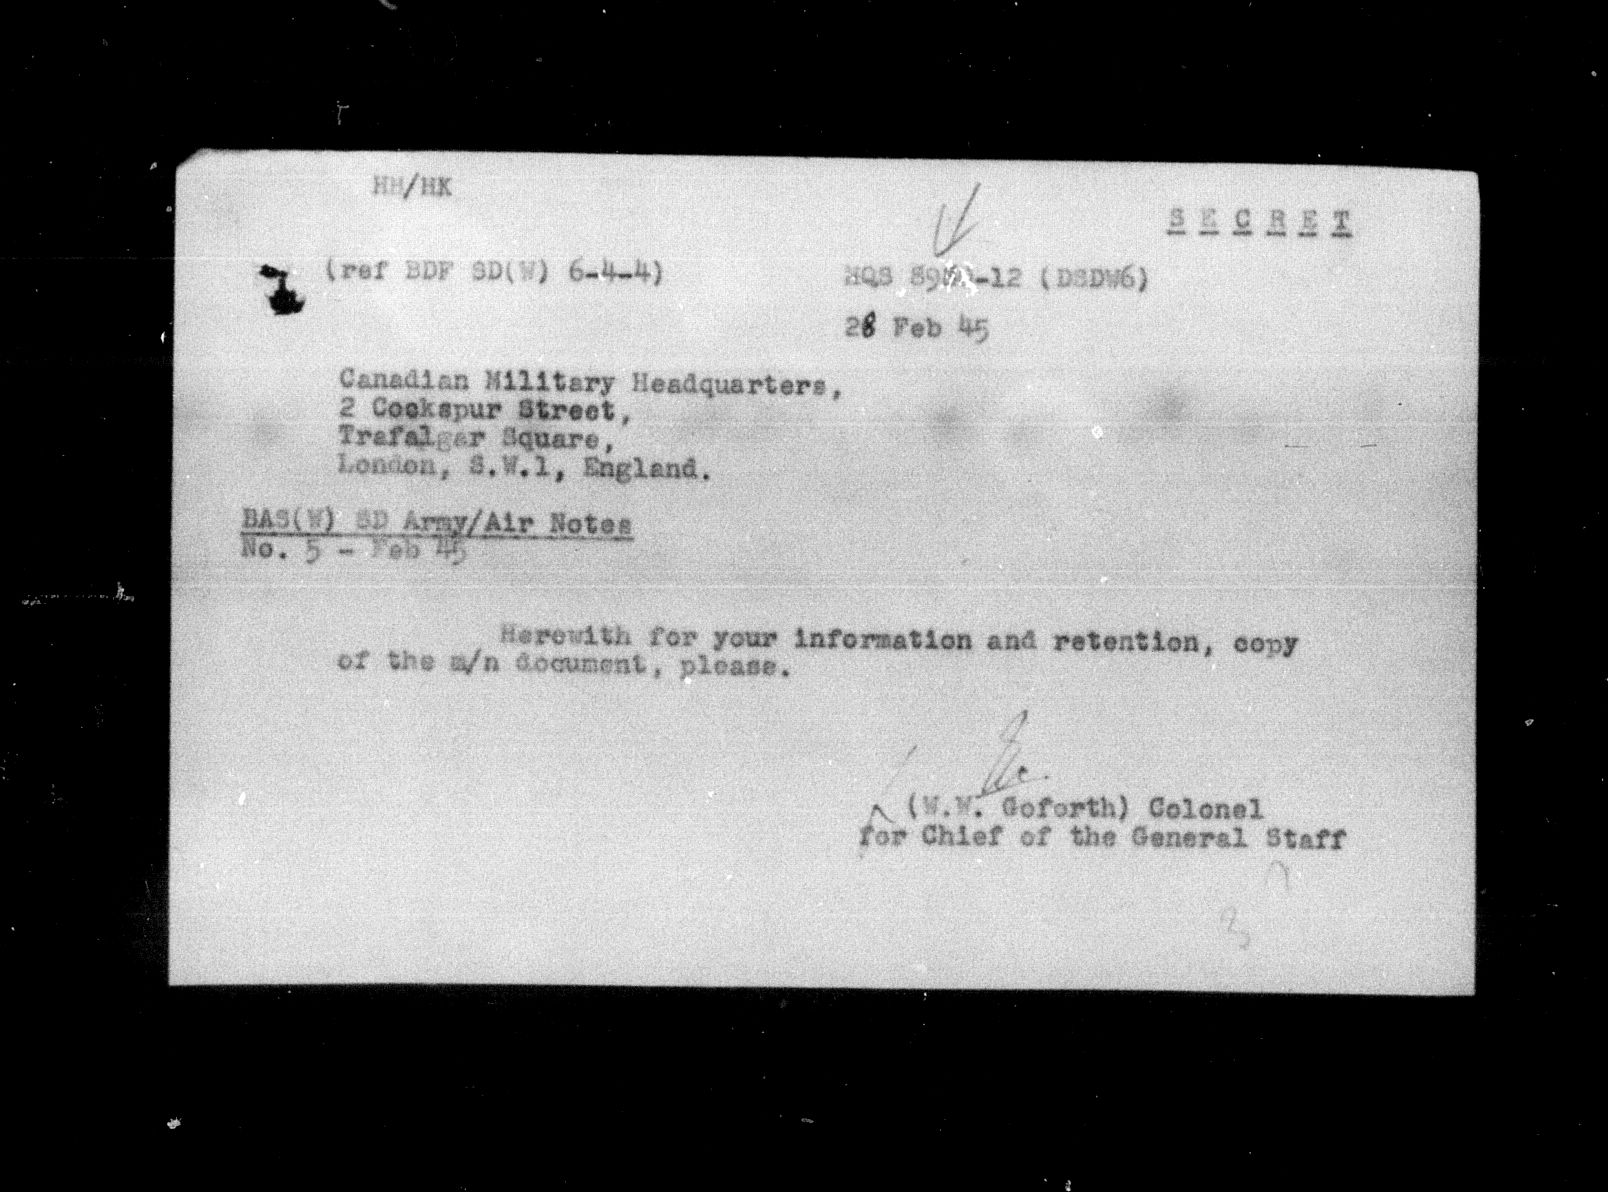 HH/HK
S E C R E T
(ref BDF SD(W) 6-4-4)
HQS -12 (DSDW6)
28 Feb 45
Canadian Military Headquarters,
2 Cockspur Street,
Trafalgar Square,
London, S.W.1, England.
BAS(W) SD Army/Air Notes
No. 5 - Feb 45
Herewith for your information and retention, copy
of the m/n document, please.
(W.W. Goforth) Colonel
for Chief of the General Staff